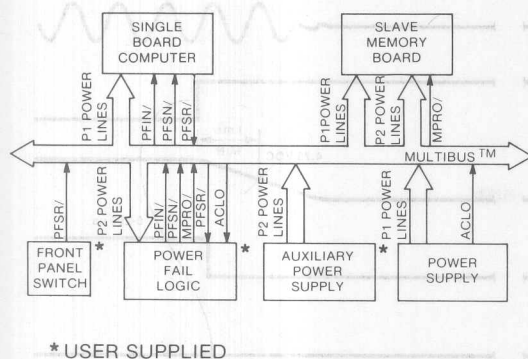 SINGLE
BOARD
COMPUTER
SLAVE
MEMORY
BOARD
P1 POWER
LINES
PFIN/
PFSN/
PFSR/
P1POWER
LINES
P2 POWER
LINES
MPRO/
MULTIBUS™
PFSR/
P2 POWER
LINES
PFIN/
PFSN/
MPRO/
PFSR/
ACLO
P2 POWER
LINES
P1 POWER
LINES
ACLO
FRONT
PANEL
SWITCH
*
POWER
FAIL
LOGIC
*
AUXILIARY
POWER
SUPPLY
*
POWER
SUPPLY
* USER SUPPLIED